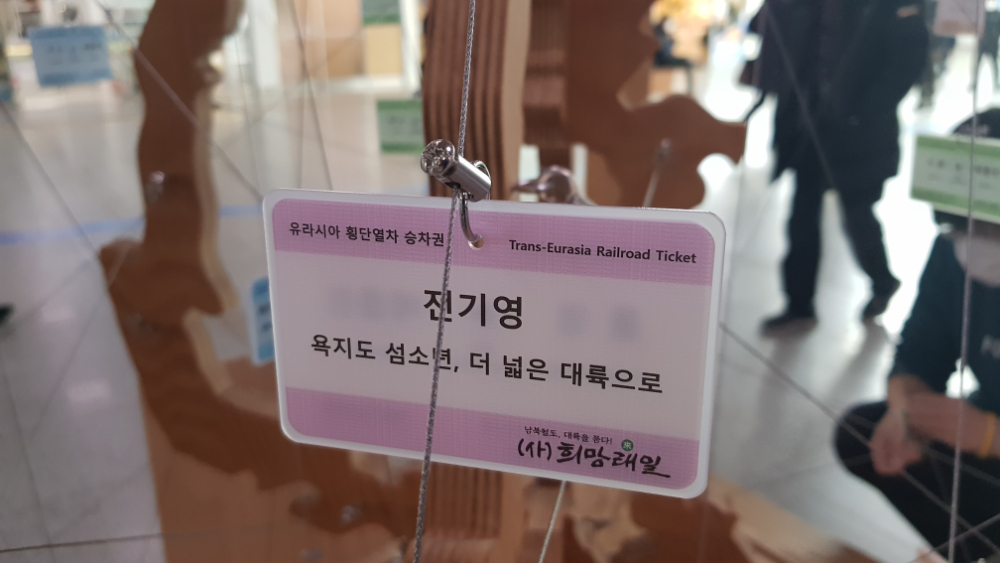 유라시아 횡단열차 승차권
Trans-Eurasia Railroad Ticket
진기영
욕지도 섬소년, 더 넓은 대륙으로
남북철도, 대륙을 품다!
(사)희망래일